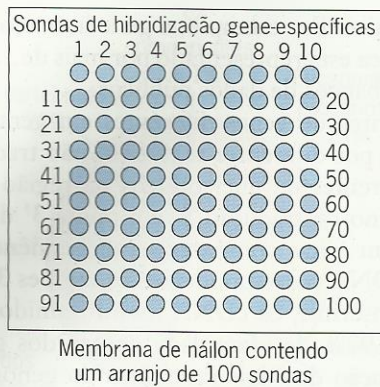 Sondas de hibridização gene-específicas
1 2 3 4 5 6 7 8 9 10
11 20
21 30
31 40
41 50
51 60
61 70
71 80
81 90
91 100
Membrana de náilon contendo
um arranjo de 100 sondas